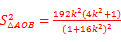 S²△AOB = 192k²(4k²+1)/(1+16k²)²